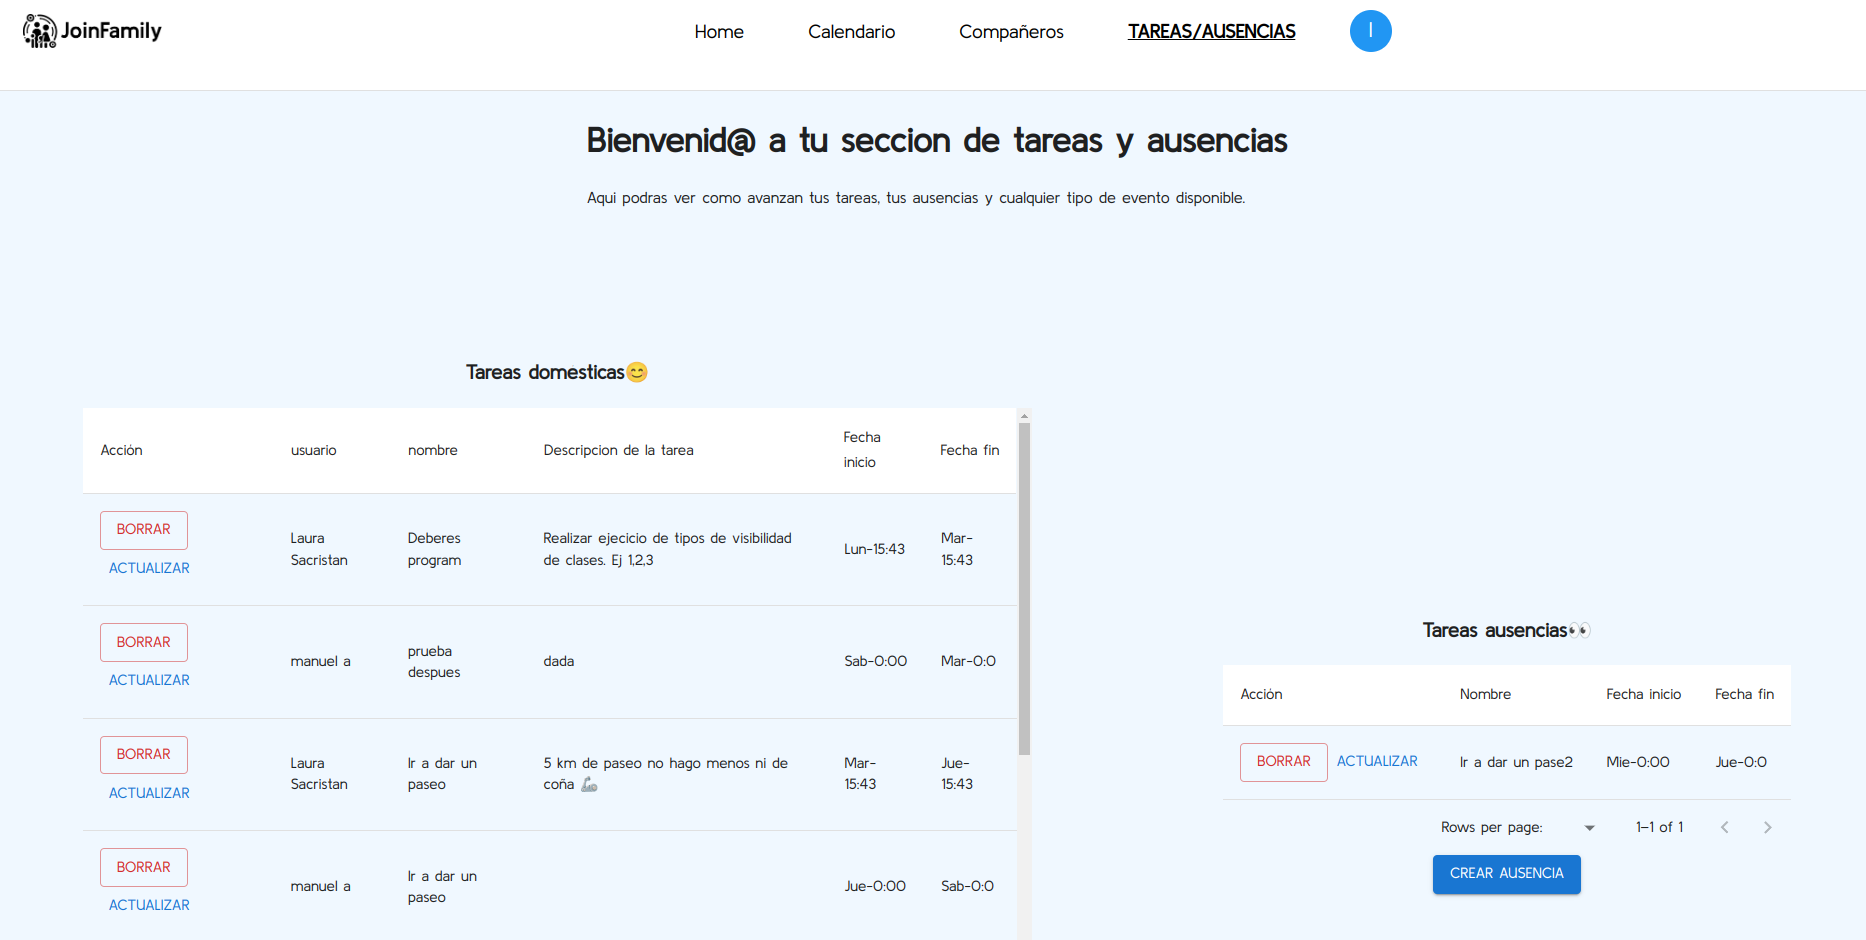 JoinFamily
Home Calendario Compañeros TAREAS/AUSENCIAS I
Bienvenid@ a tu seccion de tareas y ausencias
Aqui podras ver como avanzan tus tareas, tus ausencias y cualquier tipo de evento disponible.
Tareas domesticas😊
Acción usuario nombre Descripcion de la tarea Fecha inicio Fecha fin
BORRAR
ACTUALIZAR
Laura
Sacristan
Deberes
program
Realizar ejecicio de tipos de visibilidad
de clases. Ej 1,2,3
Lun-15:43
Mar-
15:43
BORRAR
ACTUALIZAR
manuel a
prueba
despues
dada
Sab-0:00
Mar-0:0
BORRAR
ACTUALIZAR
Laura
Sacristan
Ir a dar un
paseo
5 km de paseo no hago menos ni de
coña 🦾
Mar-
15:43
Jue-
15:43
BORRAR
ACTUALIZAR
manuel a
Ir a dar un
paseo
Jue-0:00
Sab-0:0
Tareas ausencias👀
Acción Nombre Fecha inicio Fecha fin
BORRAR ACTUALIZAR Ir a dar un pase2 Mie-0:00 Jue-0:0
Rows per page: 1–1 of 1
CREAR AUSENCIA